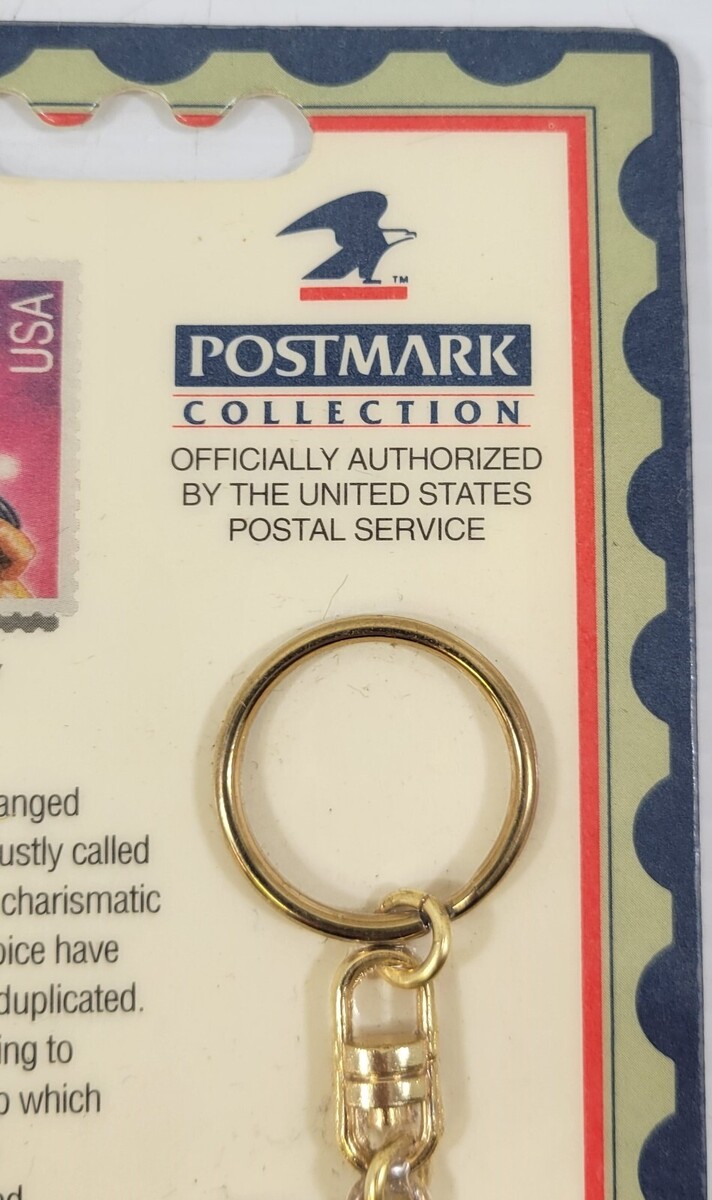 USA
TM
POSTMARK
COLLECTION
OFFICIALLY AUTHORIZED
BY THE UNITED STATES
POSTAL SERVICE
anged
ustly called
charismatic
oice have
duplicated.
ing to
o which